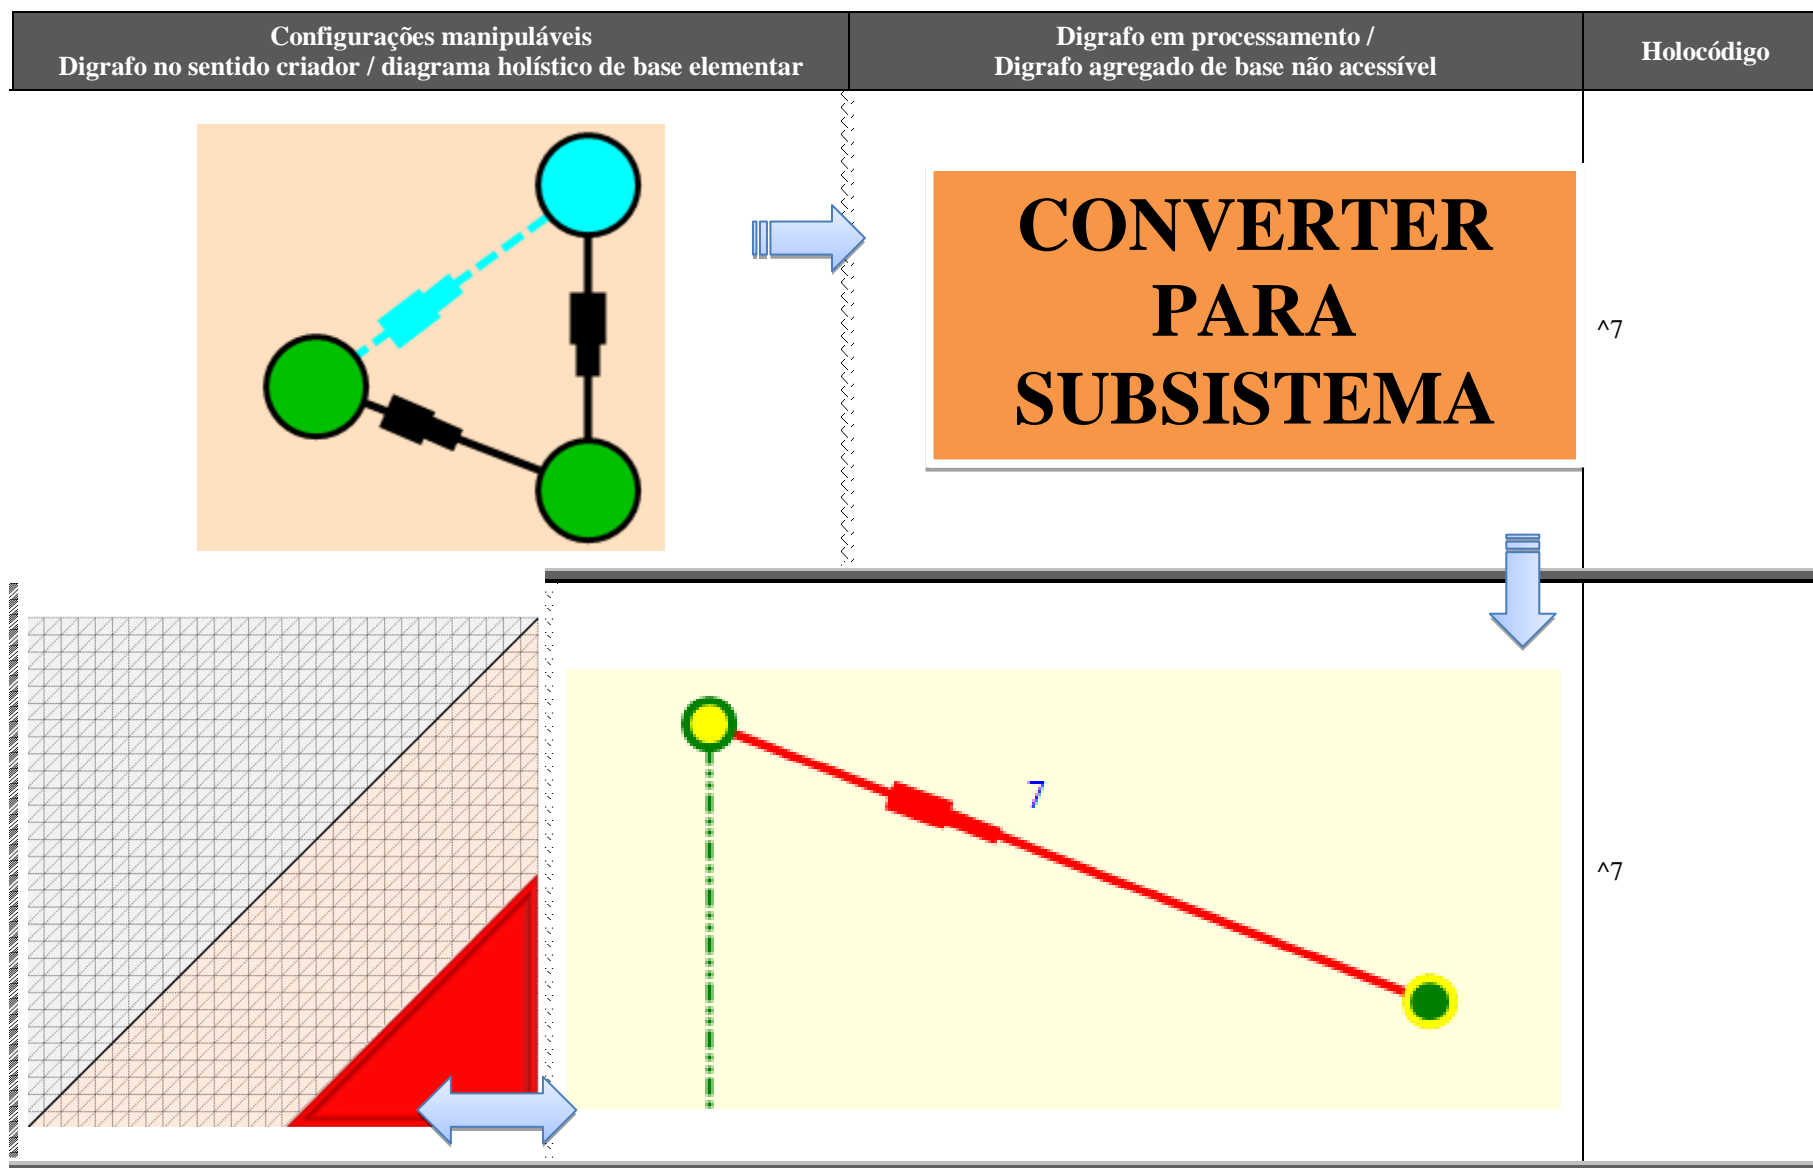 Configurações manipuláveis
Digrafo no sentido criador / diagrama holístico de base elementar
Digrafo em processamento /
Digrafo agregado de base não acessível
Holocódigo
CONVERTER
PARA
SUBSISTEMA
^7
7
^7